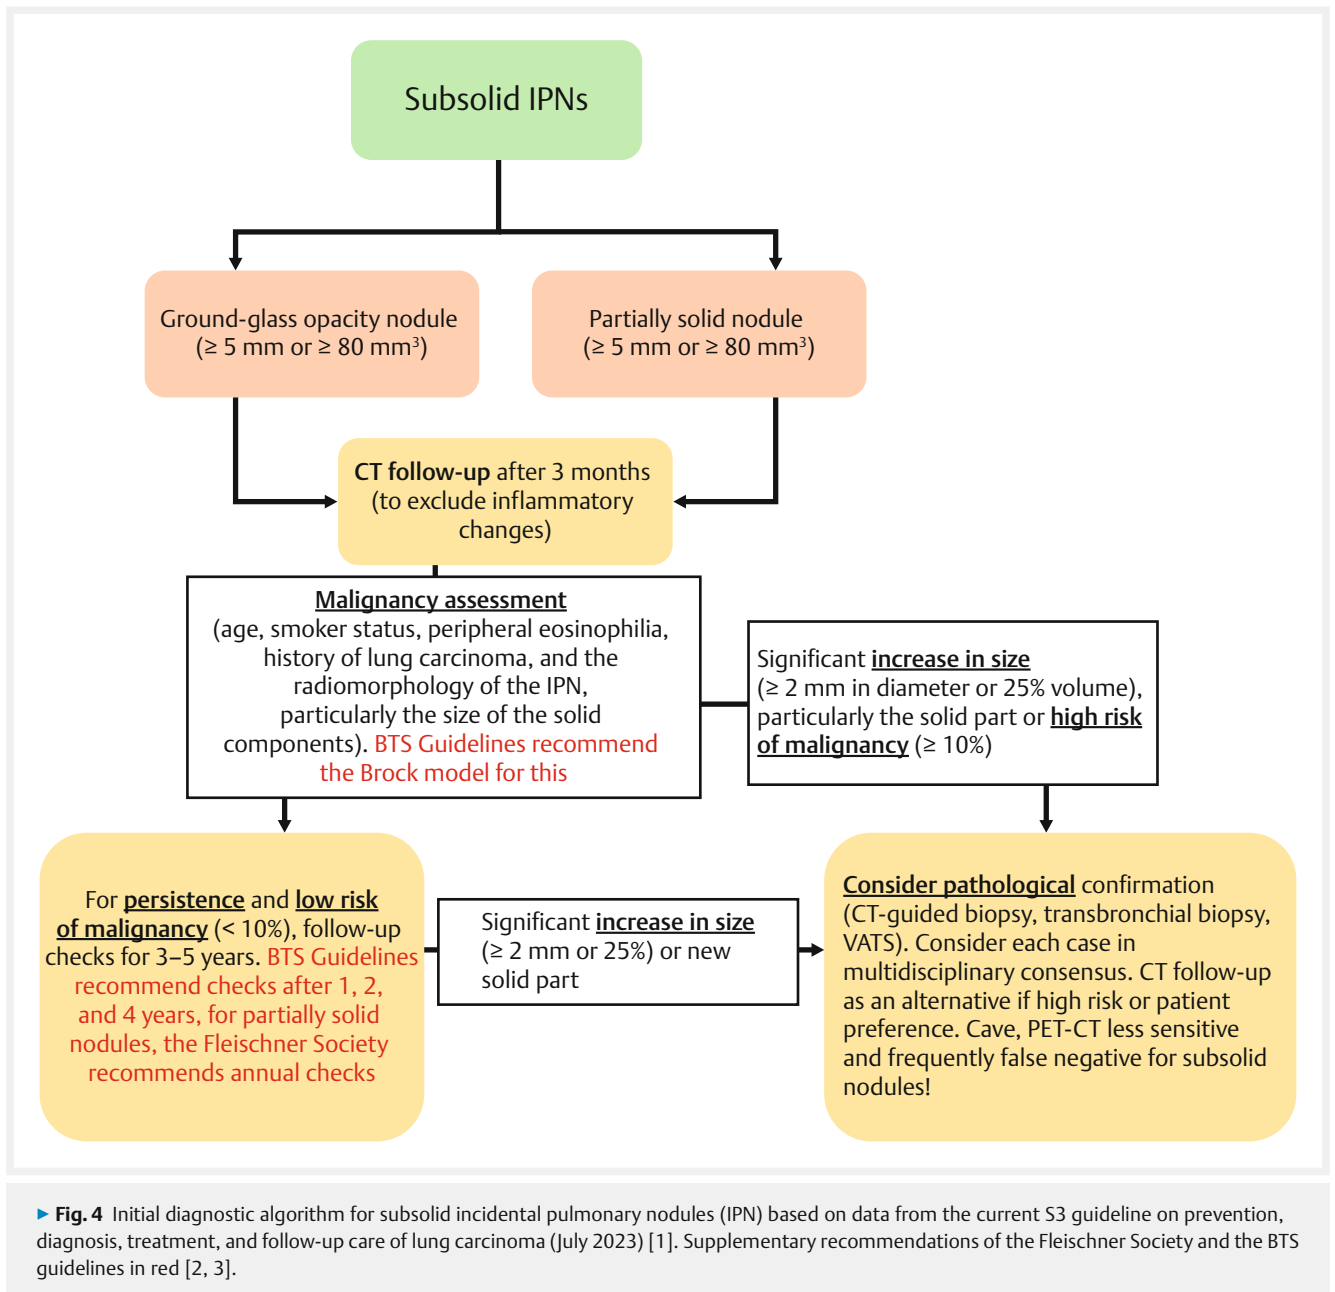 Subsolid IPNs
Ground-glass opacity nodule
(≥ 5 mm or ≥ 80 mm³)
Partially solid nodule
(≥ 5 mm or ≥ 80 mm³)
CT follow-up after 3 months
(to exclude inflammatory
changes)
Malignancy assessment
(age, smoker status, peripheral eosinophilia,
history of lung carcinoma, and the
radiomorphology of the IPN,
particularly the size of the solid
components). BTS Guidelines recommend
the Brock model for this
Significant increase in size
(≥ 2 mm in diameter or 25% volume),
particularly the solid part or high risk
of malignancy (≥ 10%)
For persistence and low risk
of malignancy (< 10%), follow-up
checks for 3–5 years. BTS Guidelines
recommend checks after 1, 2,
and 4 years, for partially solid
nodules, the Fleischner Society
recommends annual checks
Significant increase in size
(≥ 2 mm or 25%) or new
solid part
Consider pathological confirmation
(CT-guided biopsy, transbronchial biopsy,
VATS). Consider each case in
multidisciplinary consensus. CT follow-up
as an alternative if high risk or patient
preference. Cave, PET-CT less sensitive
and frequently false negative for subsolid
nodules!
▶ Fig. 4 Initial diagnostic algorithm for subsolid incidental pulmonary nodules (IPN) based on data from the current S3 guideline on prevention,
diagnosis, treatment, and follow-up care of lung carcinoma (July 2023) [1]. Supplementary recommendations of the Fleischner Society and the BTS
guidelines in red [2, 3].